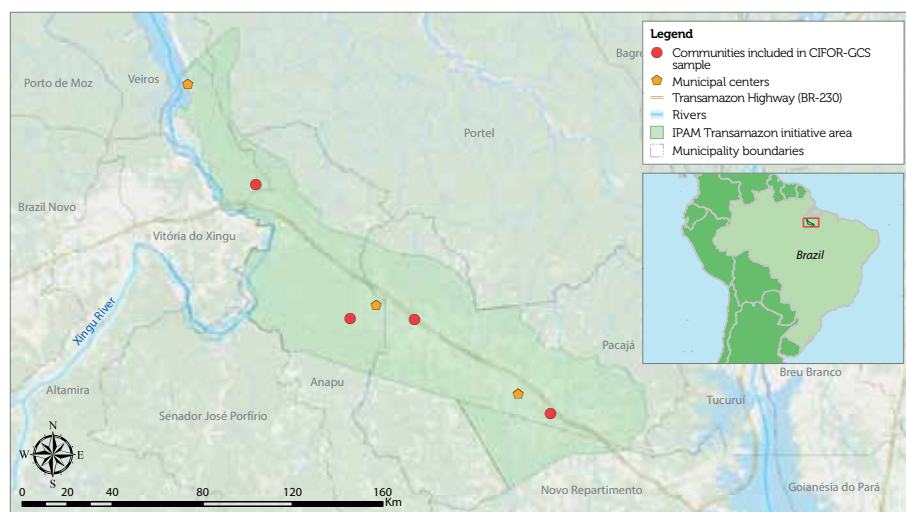 Legend
Communities included in CIFOR-GCS
sample
Municipal centers
Transamazon Highway (BR-230)
Rivers
IPAM Transamazon initiative area
Municipality boundaries
Bagre
Porto de Moz
Veiros
Portel
Brazil Novo
Vitória do Xingu
Brazil
Xingu River
Pacajá
Altamira
Anapu
Breu Branco
Tucuruí
Senador José Porfírio
N
W
E
S
Novo Repartimento
Goianésia do Pará
0 20 40 80 120 160
Km